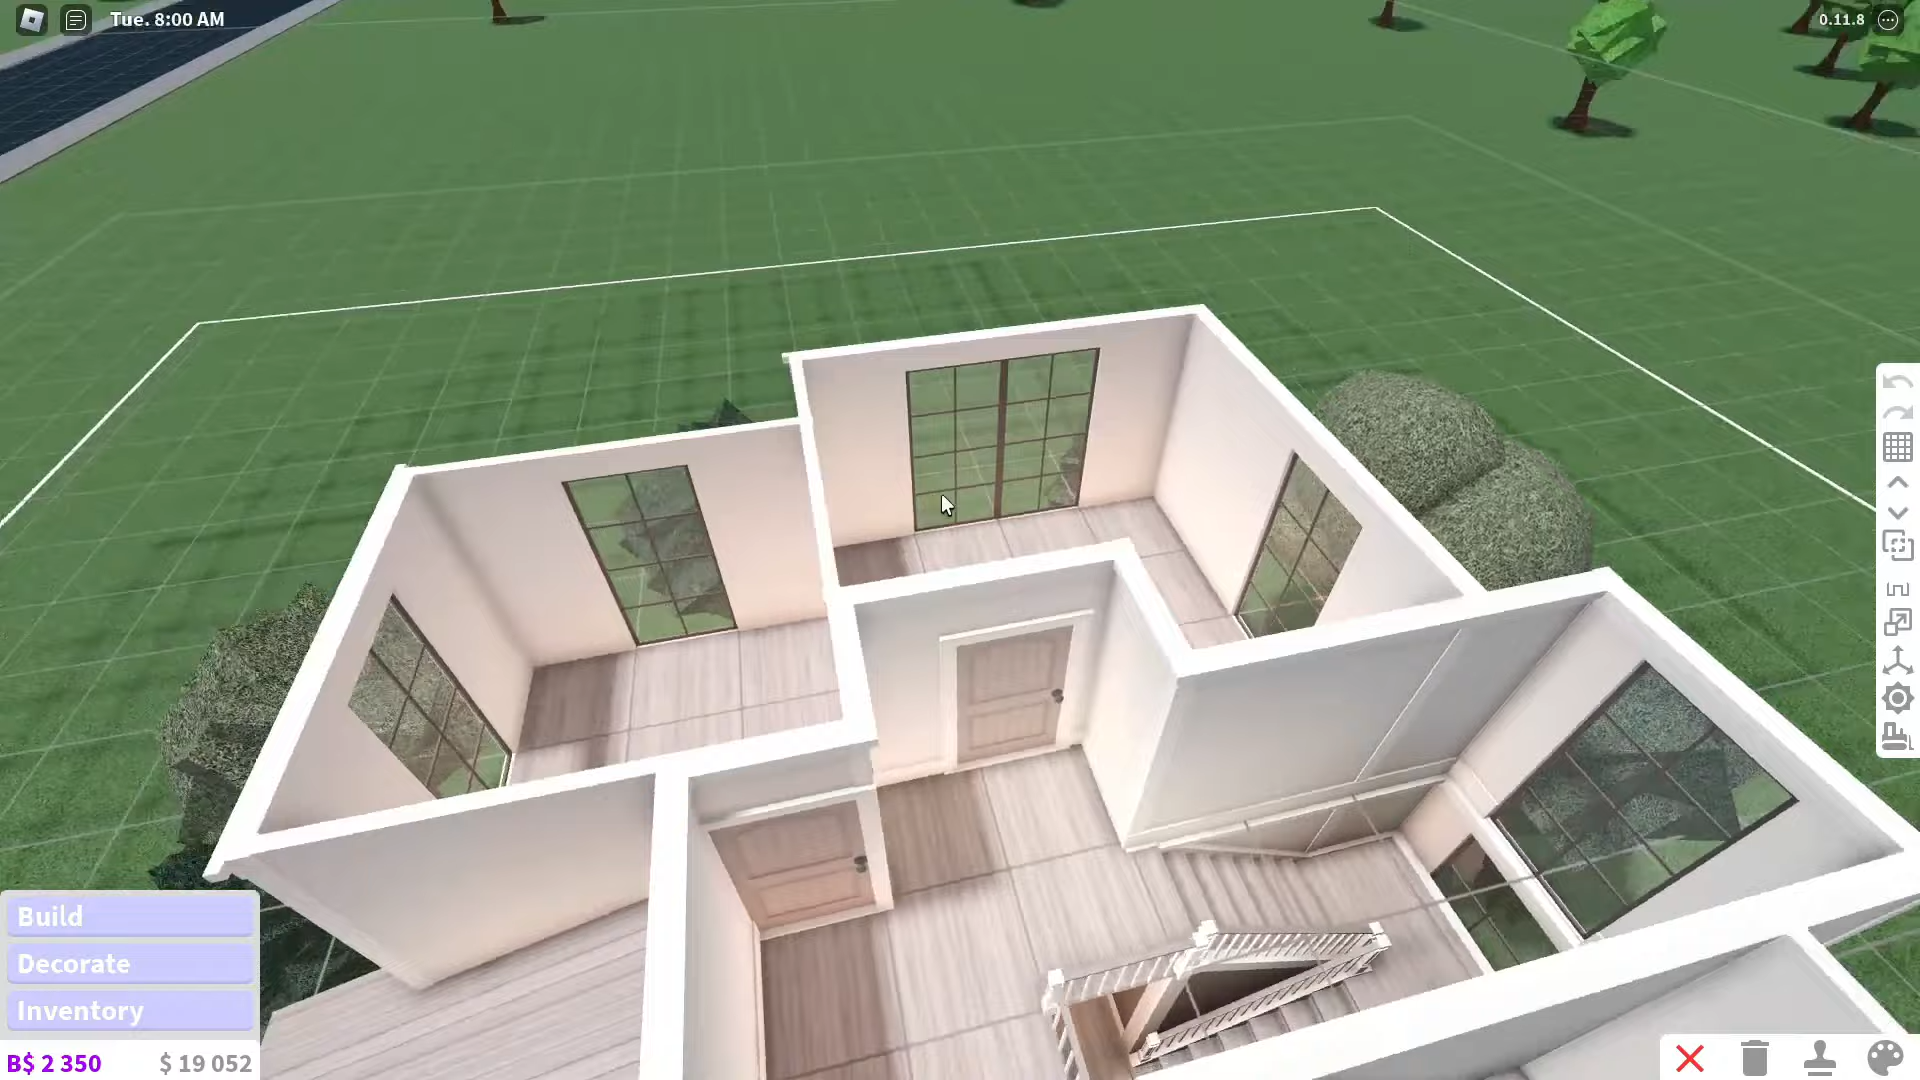 Tue. 8:00 AM
0.11.8
Build
Decorate
Inventory
B$ 2 350
$ 19 052